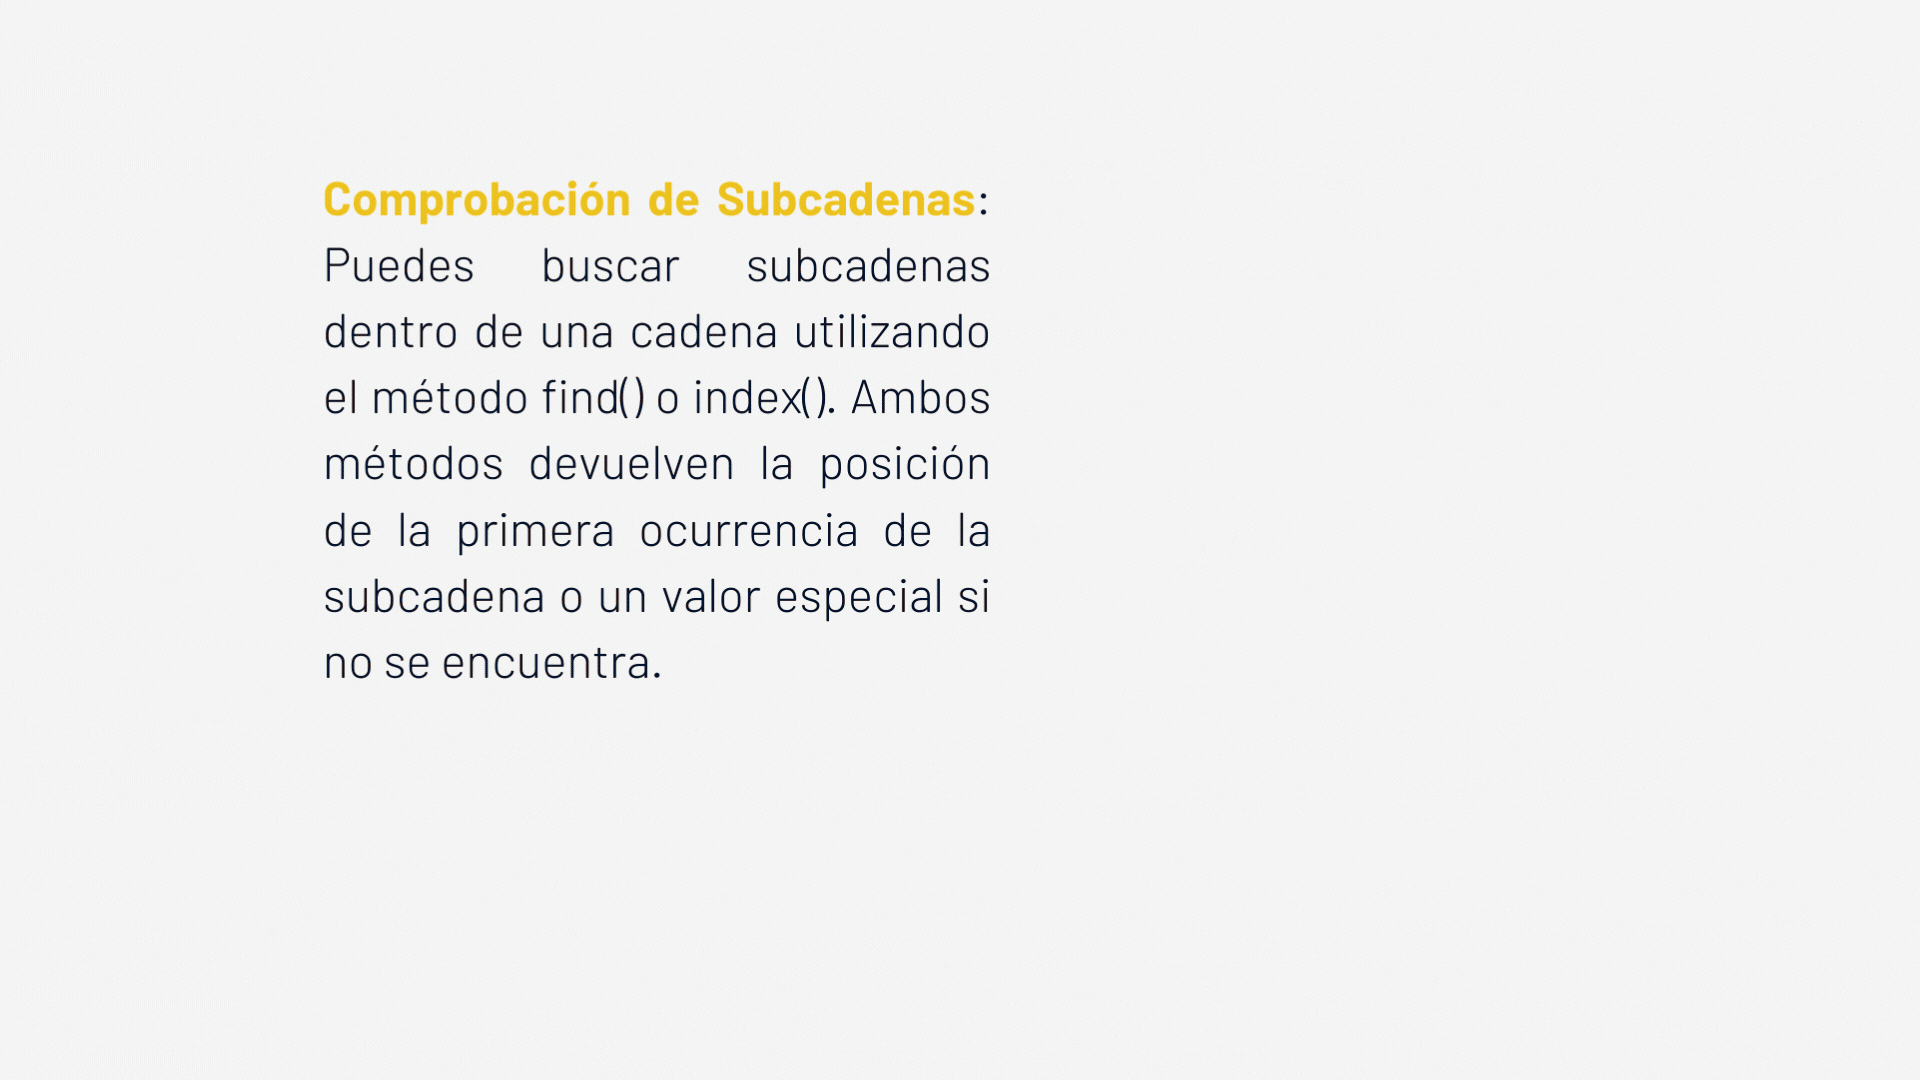 Comprobación de Subcadenas:
Puedes buscar subcadenas
dentro de una cadena utilizando
el método find() o index(). Ambos
métodos devuelven la posición
de la primera ocurrencia de la
subcadena o un valor especial si
no se encuentra.